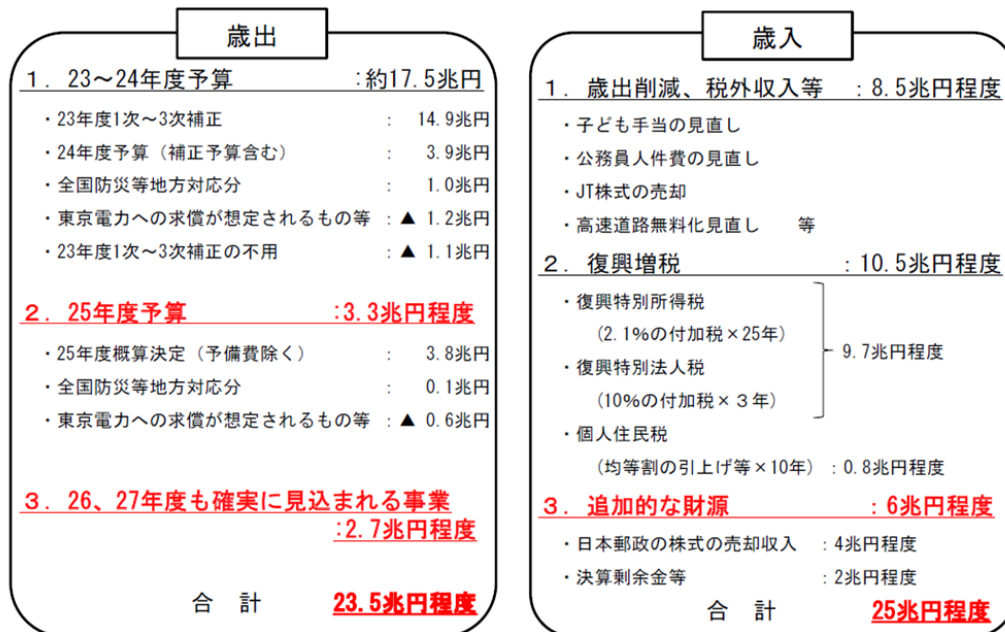 歳出
１．23～24年度予算　：約17.5兆円
・23年度1次～3次補正　：　14.9兆円
・24年度予算（補正予算含む）　：　3.9兆円
・全国防災等地方対応分　：　1.0兆円
・東京電力への求償が想定されるもの等　：▲ 1.2兆円
・23年度1次～3次補正の不用　：▲ 1.1兆円
２．25年度予算　：3.3兆円程度
・25年度概算決定（予備費除く）　：　3.8兆円
・全国防災等地方対応分　：　0.1兆円
・東京電力への求償が想定されるもの等　：▲ 0.6兆円
３．26、27年度も確実に見込まれる事業
：2.7兆円程度
合　計　23.5兆円程度
歳入
１．歳出削減、税外収入等　：8.5兆円程度
・子ども手当の見直し
・公務員人件費の見直し
・JT株式の売却
・高速道路無料化見直し　　等
２．復興増税　：10.5兆円程度
・復興特別所得税
（2.1%の付加税×25年）
9.7兆円程度
・復興特別法人税
（10%の付加税×３年）
・個人住民税
（均等割の引上げ等×10年）：0.8兆円程度
３．追加的な財源　：6兆円程度
・日本郵政の株式の売却収入　：4兆円程度
・決算剰余金等　：2兆円程度
合　計　25兆円程度